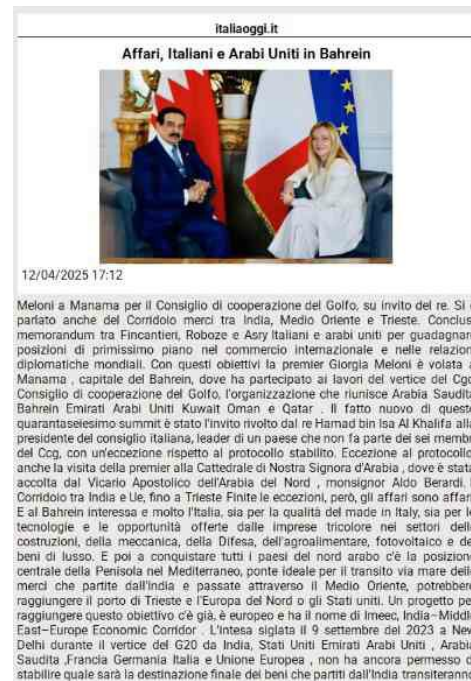 italiaoggi.it
Affari, Italiani e Arabi Uniti in Bahrein
12/04/2025 17:12
Meloni a Manama per il Consiglio di cooperazione del Golfo, su invito del re. Si
parlato anche del Corridoio merci tra India, Medio Oriente e Trieste. Conclus
memorandum tra Fincantieri, Roboze e Asry Italiani e arabi uniti per guadagnar
posizioni di primissimo piano nel commercio internazionale e nelle relazion
diplomatiche mondiali. Con questi obiettivi la premier Giorgia Meloni è volata a
Manama , capitale del Bahrein, dove ha partecipato ai lavori del vertice del Cgc
Consiglio di cooperazione del Golfo, l'organizzazione che riunisce Arabia Saudita
Bahrein Emirati Arabi Uniti Kuwait Oman e Qatar . Il fatto nuovo di quest
quarantaseiesimo summit è stato l'invito rivolto dal re Hamad bin Isa Al Khalifa alla
presidente del consiglio italiana, leader di un paese che non fa parte dei sei membr
del Ccg, con un'eccezione rispetto al protocollo stabilito. Eccezione al protocollo
anche la visita della premier alla Cattedrale di Nostra Signora d'Arabia , dove è stata
accolta dal Vicario Apostolico dell'Arabia del Nord , monsignor Aldo Berardi.
Corridoio tra India e Ue, fino a Trieste Finite le eccezioni, però, gli affari sono affar
E al Bahrein interessa e molto l'Italia, sia per la qualità del made in Italy, sia per le
tecnologie e le opportunità offerte dalle imprese tricolore nei settori delle
costruzioni, della meccanica, della Difesa, dell'agroalimentare, fotovoltaico e de
beni di lusso. E poi a conquistare tutti i paesi del nord arabo c'è la posizione
centrale della Penisola nel Mediterraneo, ponte ideale per il transito via mare delle
merci che partite dall'India e passate attraverso il Medio Oriente, potrebbero
raggiungere il porto di Trieste e l'Europa del Nord o gli Stati uniti. Un progetto pe
raggiungere questo obiettivo c'è già, è europeo e ha il nome di Imeec, India–Middle
East–Europe Economic Corridor . L'intesa siglata il 9 settembre del 2023 a New
Delhi durante il vertice del G20 da India, Stati Uniti Emirati Arabi Uniti , Arabia
Saudita ,Francia Germania Italia e Unione Europea , non ha ancora permesso d
stabilire quale sarà la destinazione finale dei beni che partiti dall'India transiterann